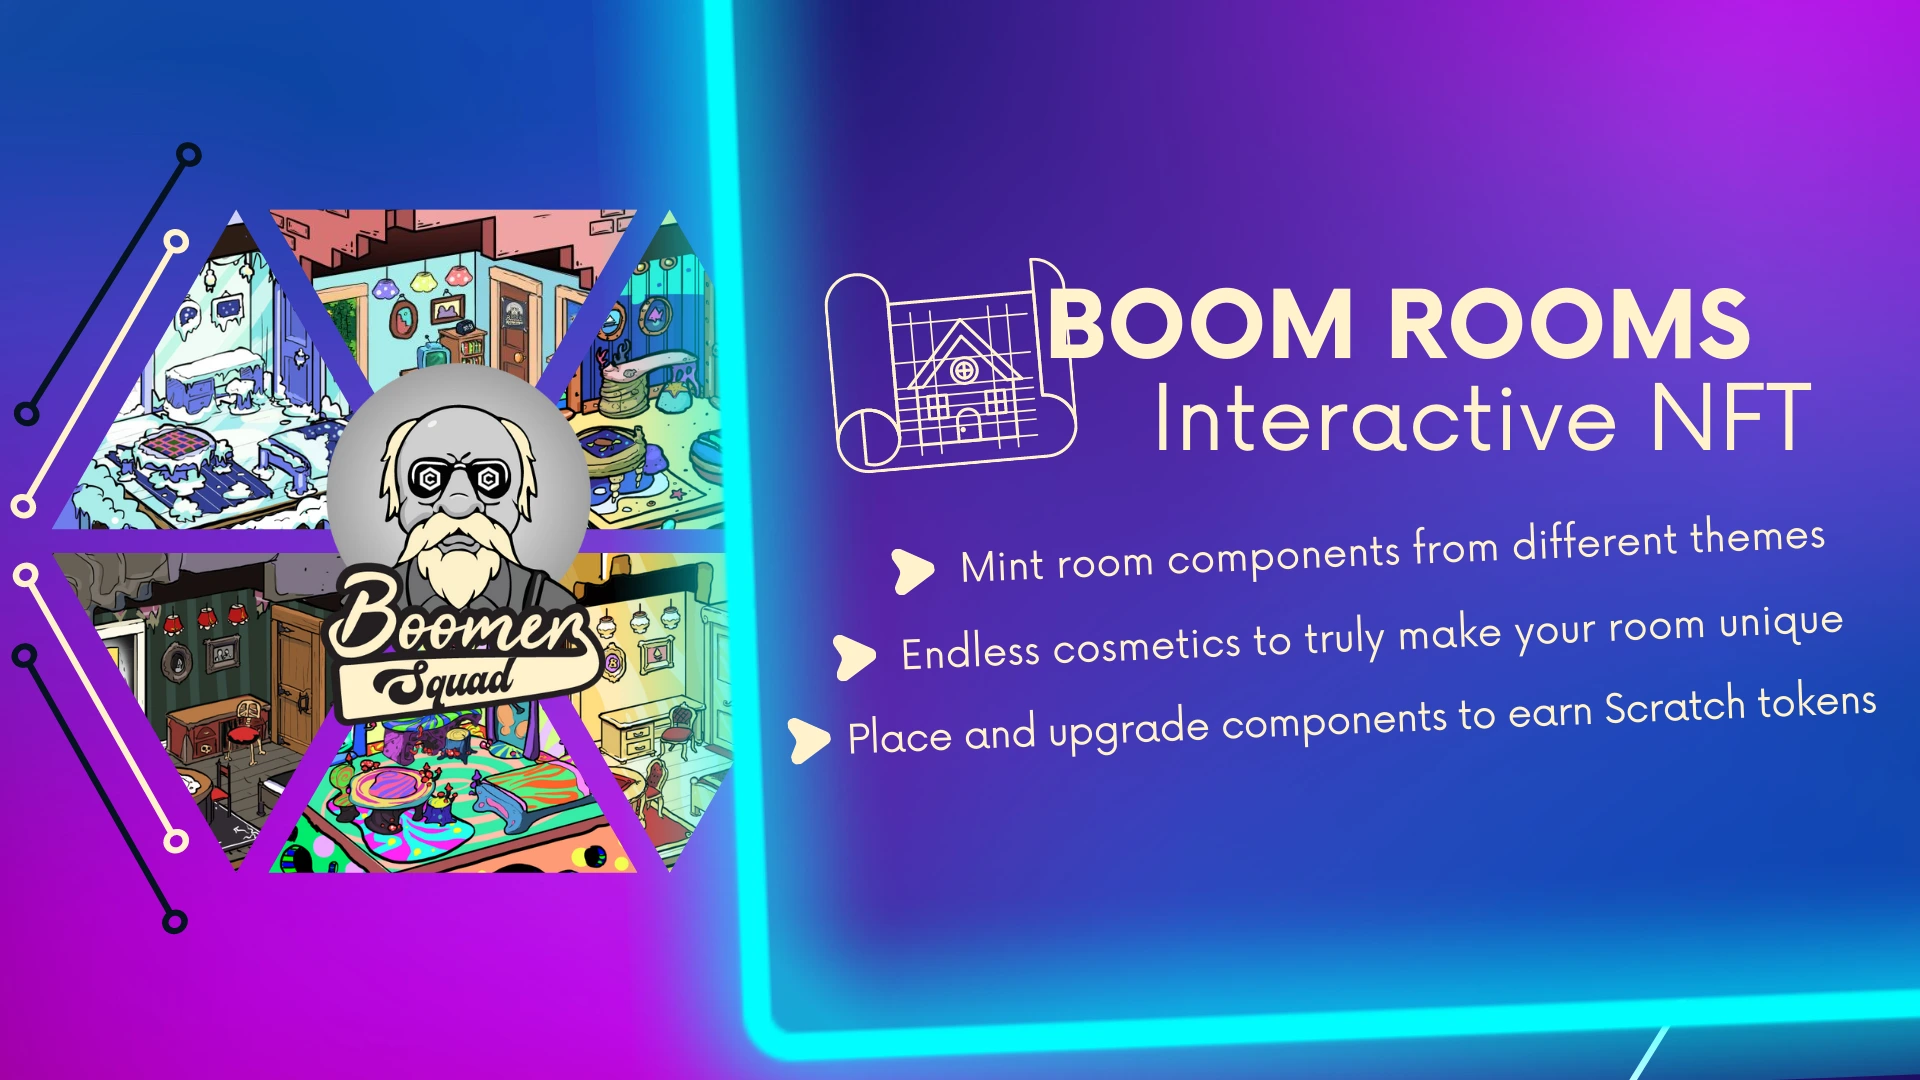 BOOM ROOMS
Interactive NFT
Mint room components from different themes
Endless cosmetics to truly make your room unique
Place and upgrade components to earn Scratch tokens
Boomer
Squad